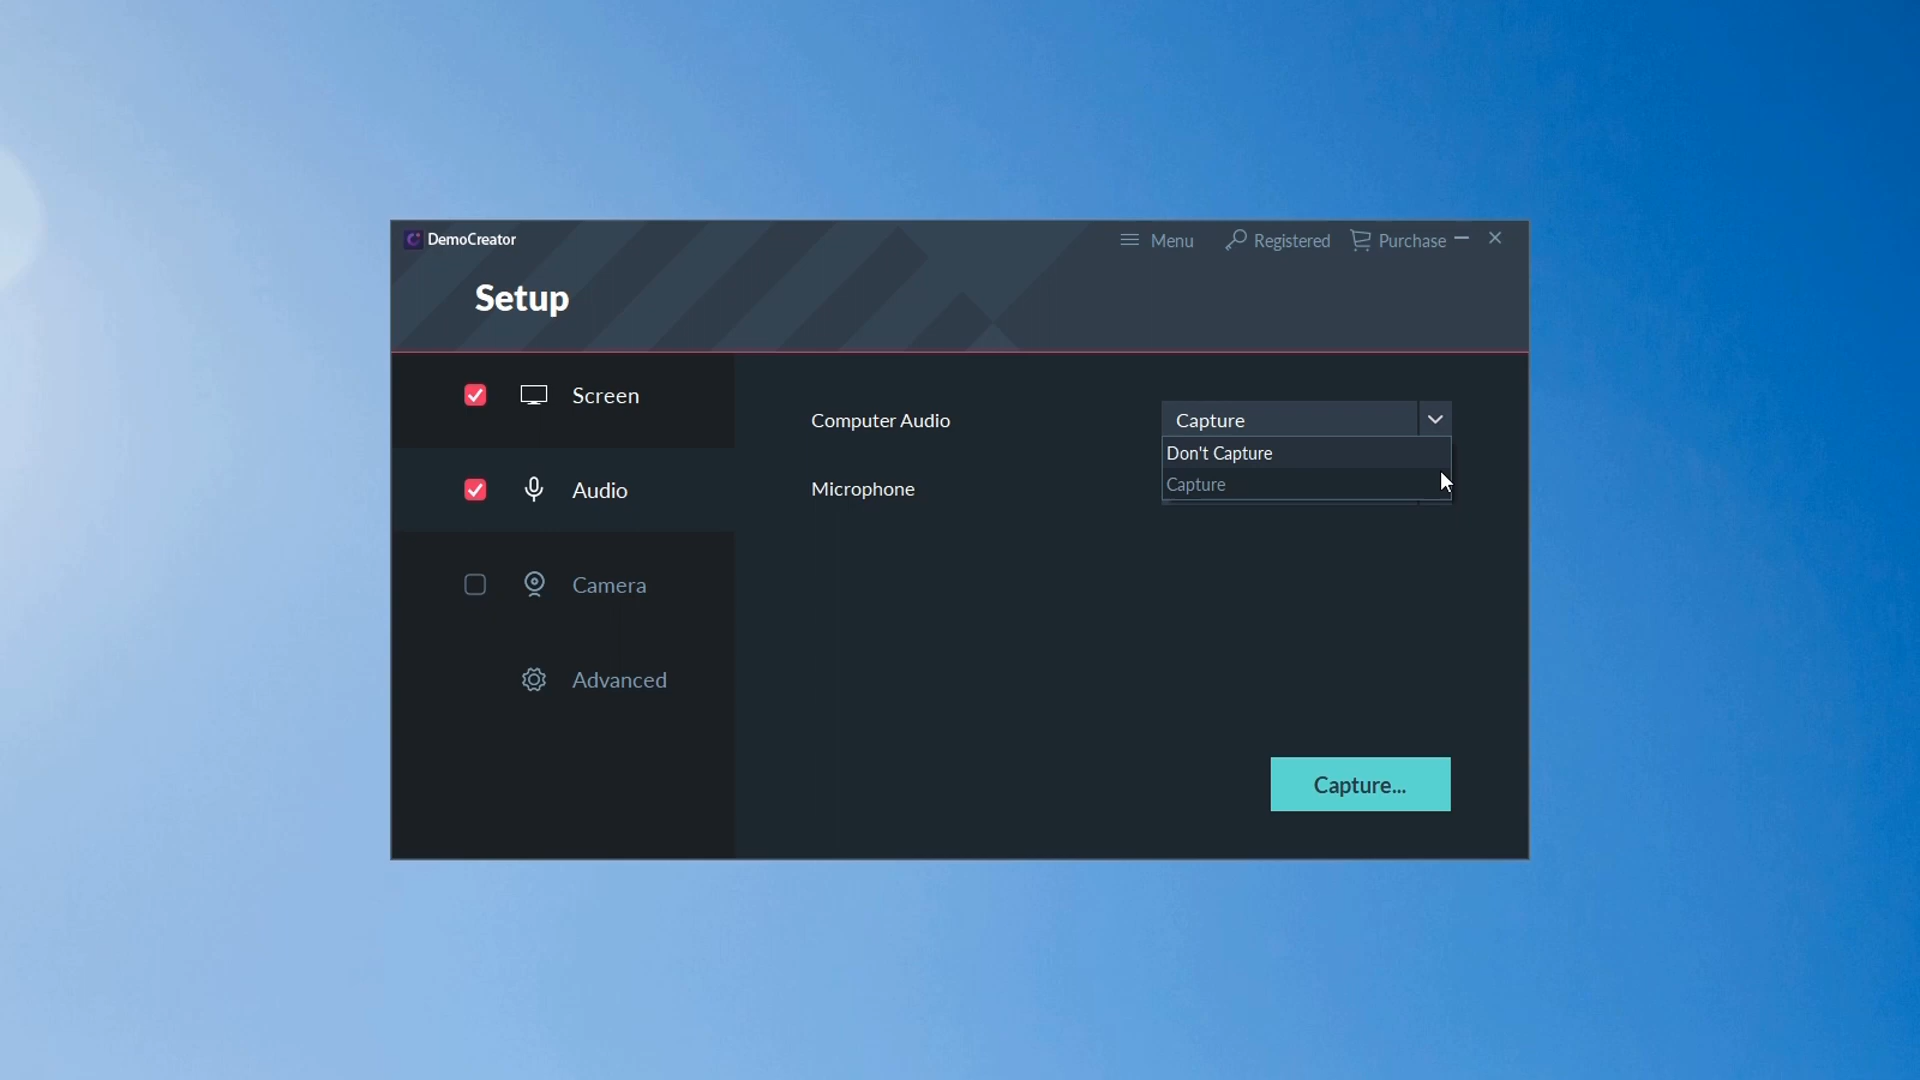 DemoCreator
Menu
Registered
Purchase
Setup
Screen
Audio
Camera
Advanced
Computer Audio
Capture
Don't Capture
Capture
Microphone
Capture...